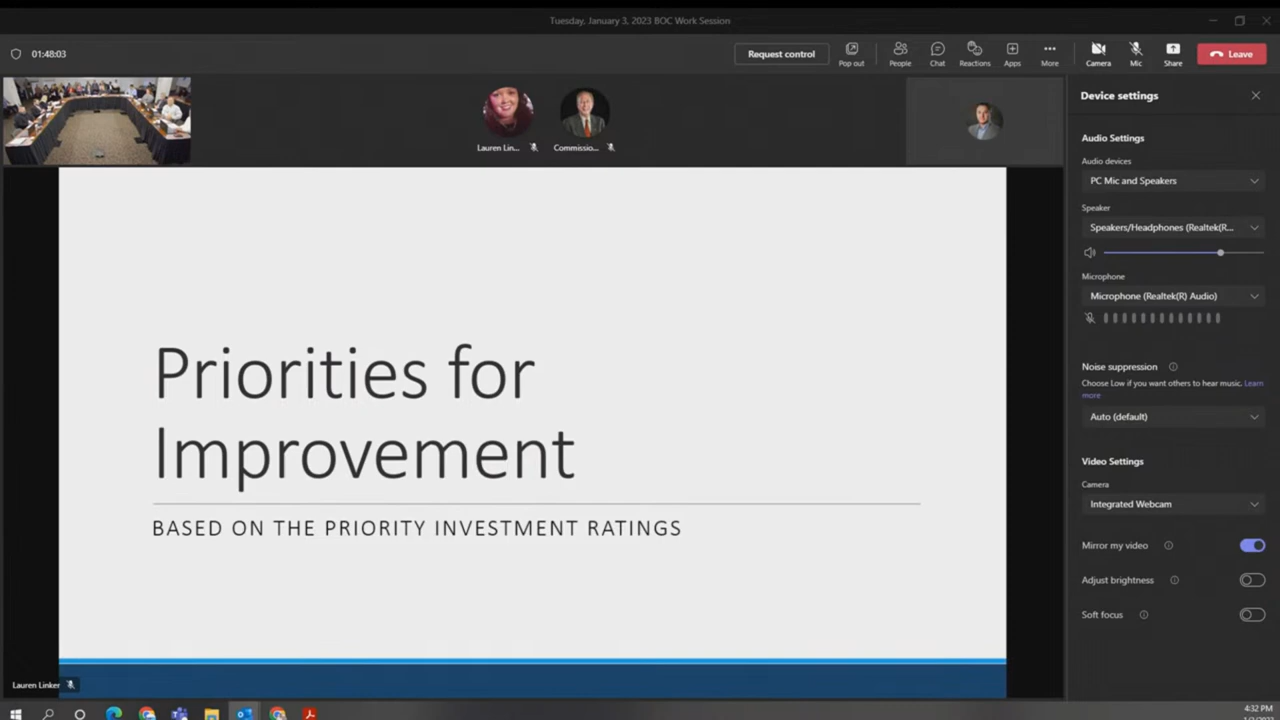 Tuesday, January 3, 2023 BOC Work Session
01:48:03
Request control
Pop out
People
Chat
Reactions
Apps
More
Camera
Mic
Share
Leave
Lauren Lin...
Commissio...
Priorities for
Improvement
BASED ON THE PRIORITY INVESTMENT RATINGS
Lauren Linker
Device settings
Audio Settings
Audio devices
PC Mic and Speakers
Speaker
Speakers/Headphones (Realtek(R...
Microphone
Microphone (Realtek(R) Audio)
Noise suppression
Choose Low if you want others to hear music. Learn
more
Auto (default)
Video Settings
Camera
Integrated Webcam
Mirror my video
Adjust brightness
Soft focus
4:32 PM